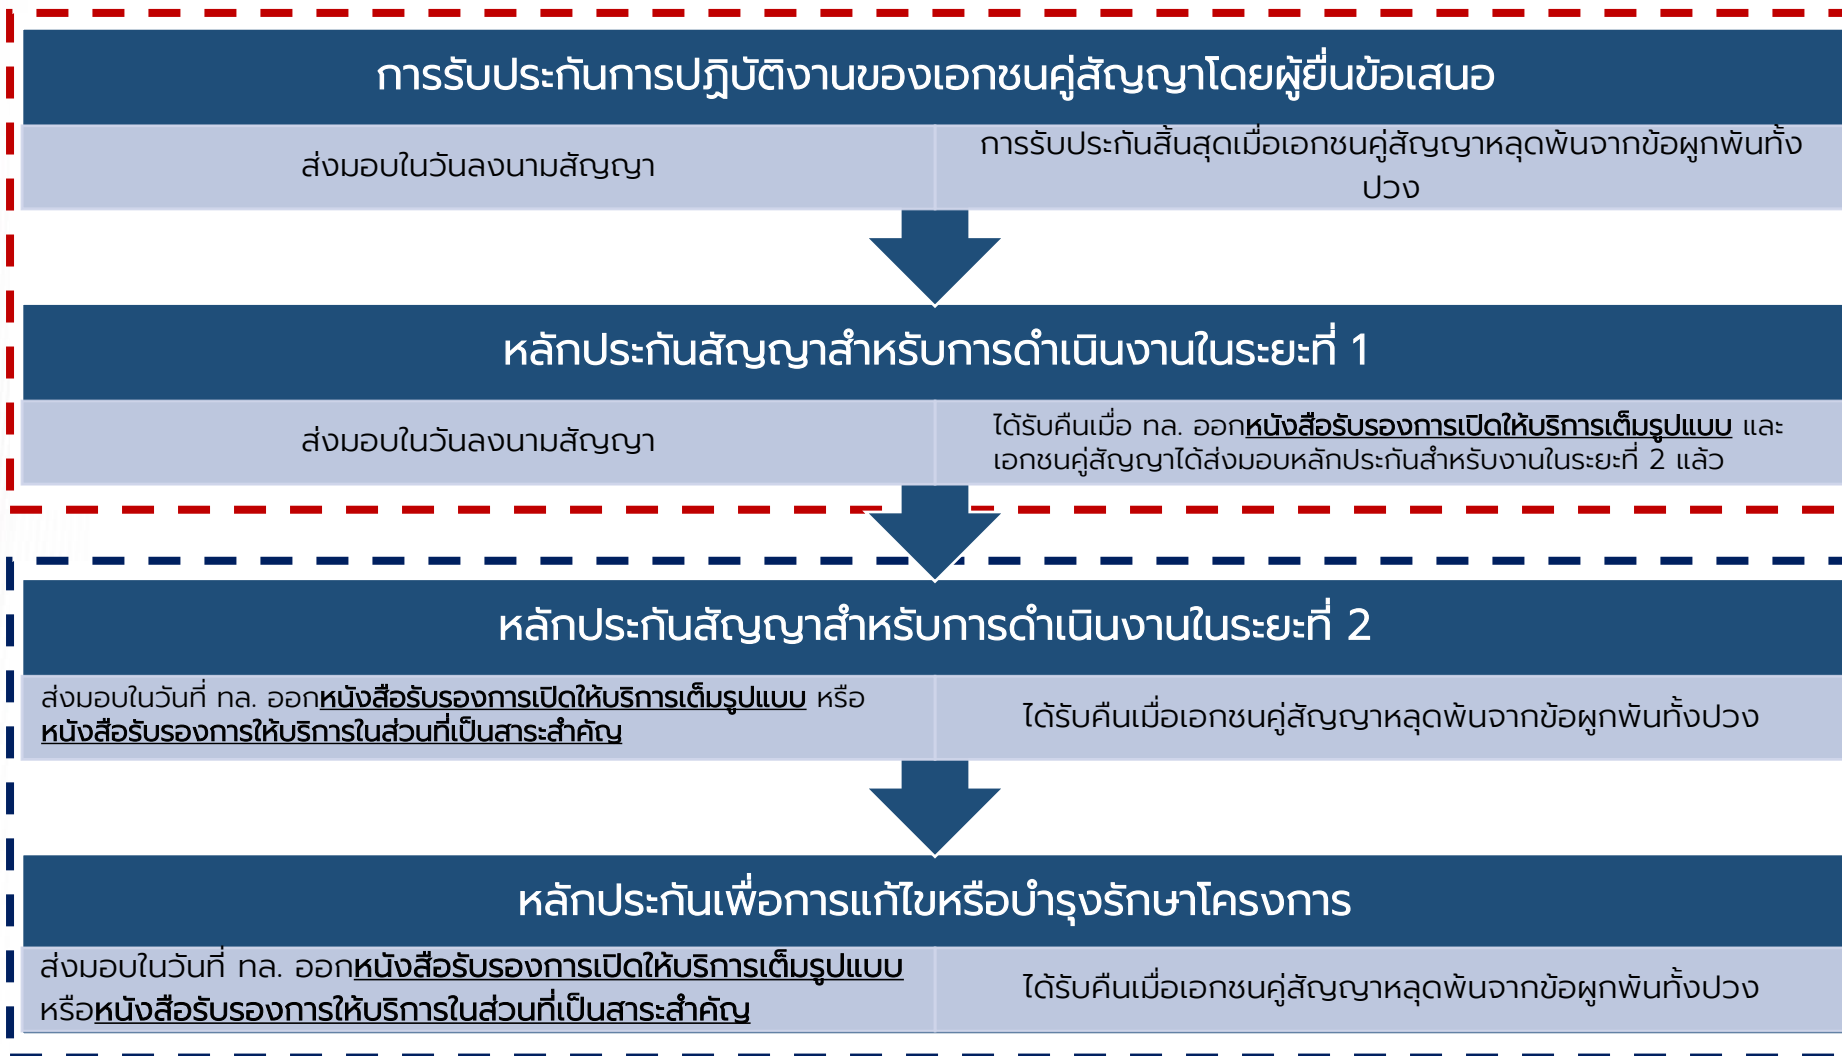 การรับประกันการปฏิบัติงานของเอกชนคู่สัญญาโดยผู้ยื่นข้อเสนอ
ส่งมอบในวันลงนามสัญญา
การรับประกันสิ้นสุดเมื่อเอกชนคู่สัญญาหลุดพ้นจากข้อผูกพันทั้ง
ปวง
หลักประกันสัญญาสำหรับการดำเนินงานในระยะที่ 1
ส่งมอบในวันลงนามสัญญา
ได้รับคืนเมื่อ ทล. ออกหนังสือรับรองการเปิดให้บริการเต็มรูปแบบ และ
เอกชนคู่สัญญาได้ส่งมอบหลักประกันสำหรับงานในระยะที่ 2 แล้ว
หลักประกันสัญญาสำหรับการดำเนินงานในระยะที่ 2
ส่งมอบในวันที่ ทล. ออกหนังสือรับรองการเปิดให้บริการเต็มรูปแบบ หรือ
หนังสือรับรองการให้บริการในส่วนที่เป็นสาระสำคัญ
ได้รับคืนเมื่อเอกชนคู่สัญญาหลุดพ้นจากข้อผูกพันทั้งปวง
หลักประกันเพื่อการแก้ไขหรือบำรุงรักษาโครงการ
ส่งมอบในวันที่ ทล. ออกหนังสือรับรองการเปิดให้บริการเต็มรูปแบบ
หรือหนังสือรับรองการให้บริการในส่วนที่เป็นสาระสำคัญ
ได้รับคืนเมื่อเอกชนคู่สัญญาหลุดพ้นจากข้อผูกพันทั้งปวง